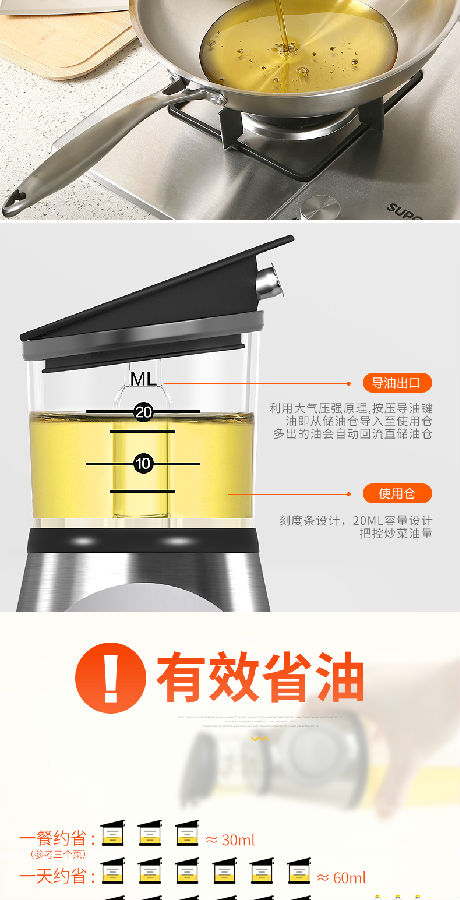 SUPO
ML
导油出口
20
利用大气压强原理,按压导油键
油即从储油仓导入至使用仓
多出的油会自动回流直储油仓
10
使用仓
刻度条设计，20ML容量设计
把控炒菜油量
! 有效省油
一餐约省: ≈30ml
(参考三个菜)
一天约省: ≈60ml